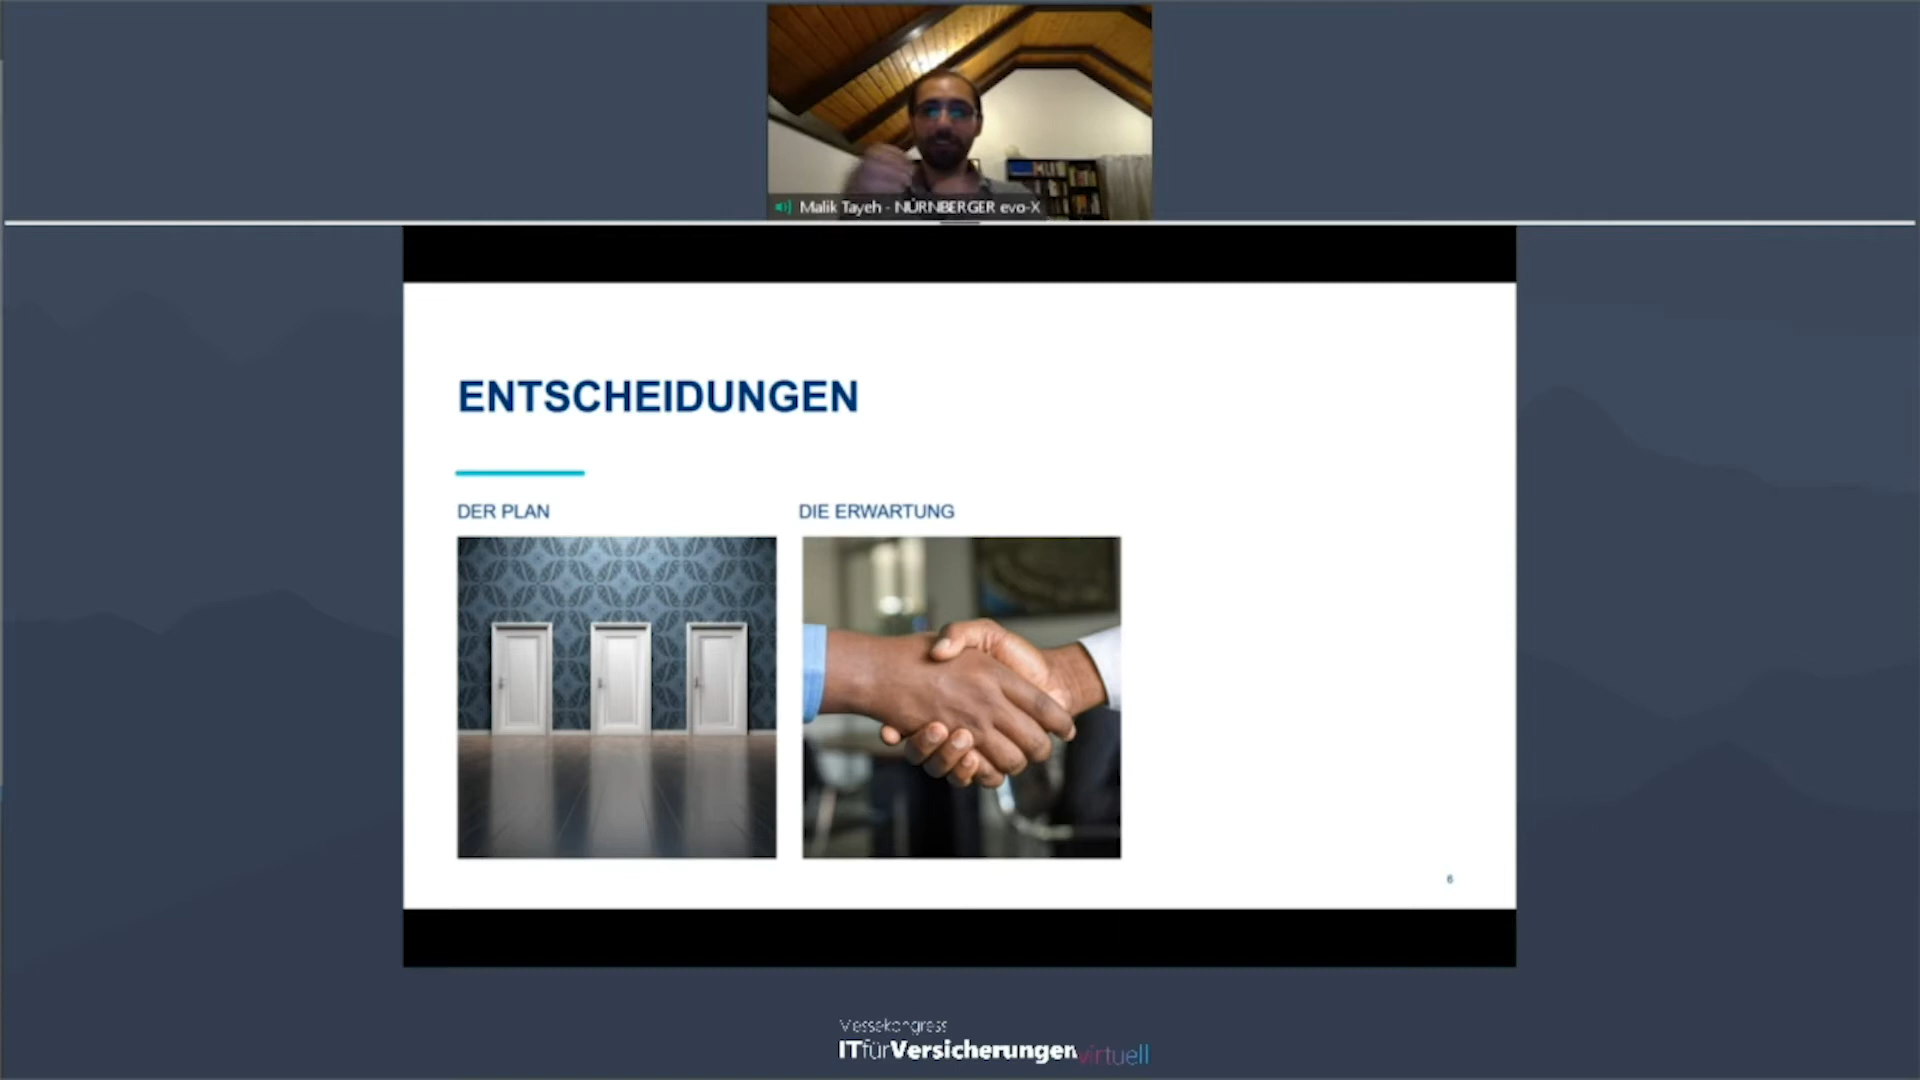 Malik Tayeh - NÜRNBERGER evo-X
ENTSCHEIDUNGEN
DER PLAN
DIE ERWARTUNG
6
Messekongress
ITfürVersicherungen virtuell